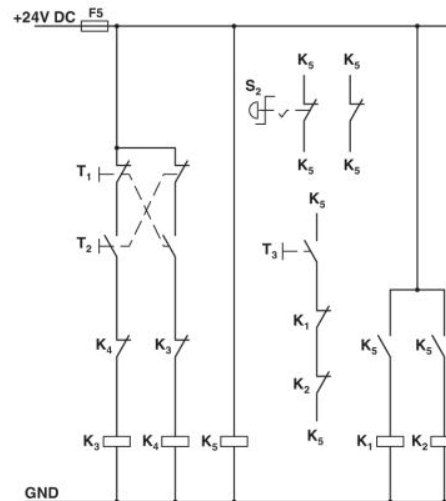 +24V DC
F5
K₅ K₅
S₂
K₅ K₅
T₁
K₅
T₂
T₃
K₄ K₃ K₁ K₅ K₅
K₂
K₃ K₄ K₅ K₅ K₁ K₂
GND